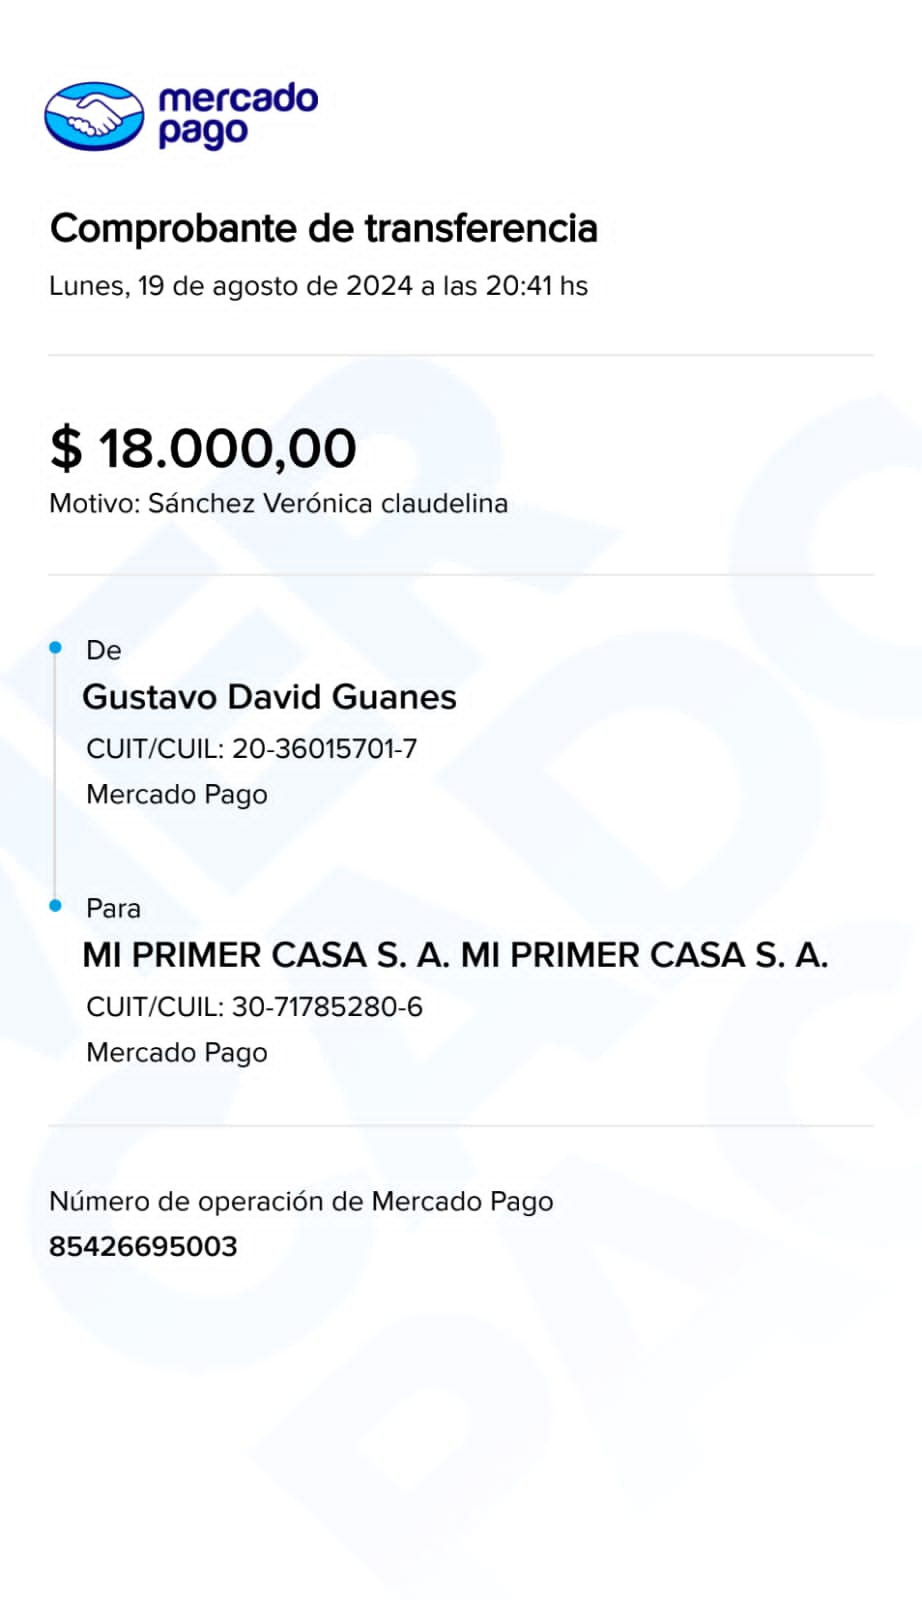 mercado
pago
Comprobante de transferencia
Lunes, 19 de agosto de 2024 a las 20:41 hs
$ 18.000,00
Motivo: Sánchez Verónica claudelina
De
Gustavo David Guanes
CUIT/CUIL: 20-36015701-7
Mercado Pago
Para
MI PRIMER CASA S. A. MI PRIMER CASA S. A.
CUIT/CUIL: 30-71785280-6
Mercado Pago
Número de operación de Mercado Pago
85426695003
MERCADO
PAGO